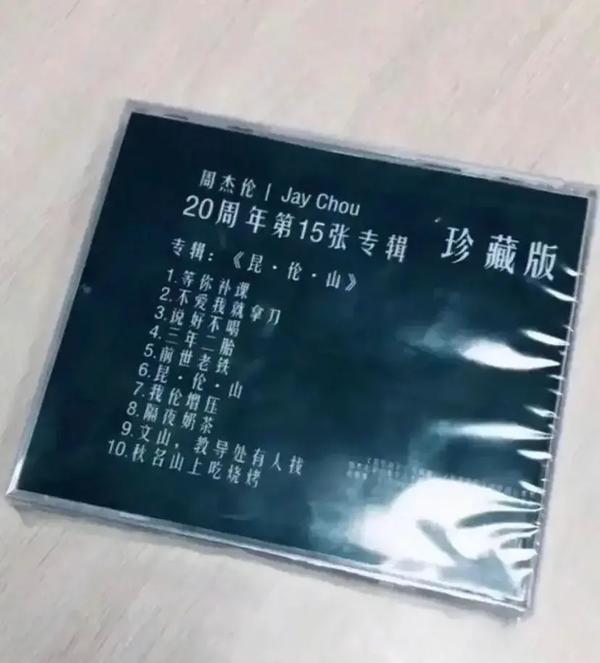 周杰伦 | Jay Chou
20周年第15张专辑 珍藏版
专辑：《昆·伦·山》
1.等你补课
2.不爱我就拿刀
3.说好不喝
4.三年二胎
5.前世老铁
6.昆·伦·山
7.我伦增压
8.隔夜奶茶
9.文山，教导处有人找
10.秋名山上吃烧烤